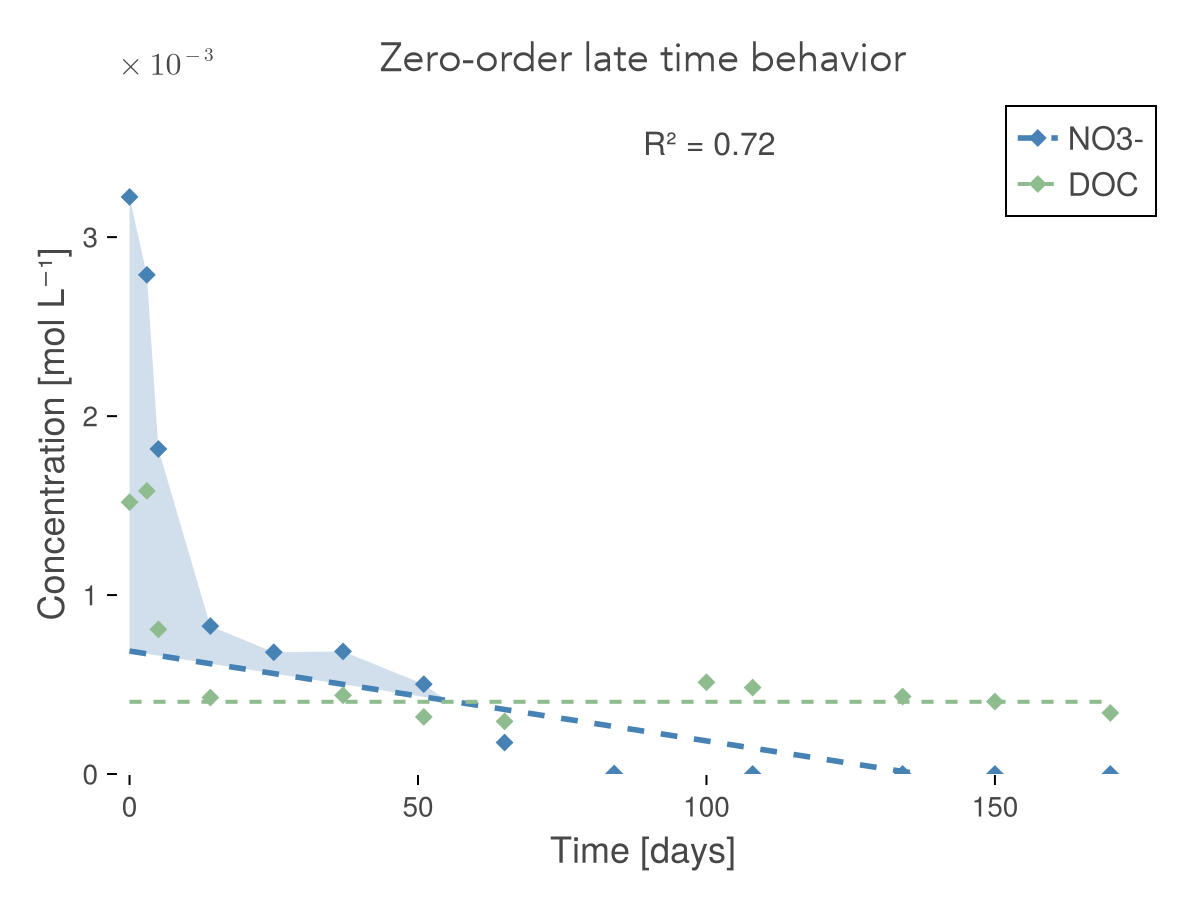 × 10⁻³
Zero-order late time behavior
R² = 0.72
NO3-
DOC
Concentration [mol L⁻¹]
3
2
1
0
0 50 100 150
Time [days]